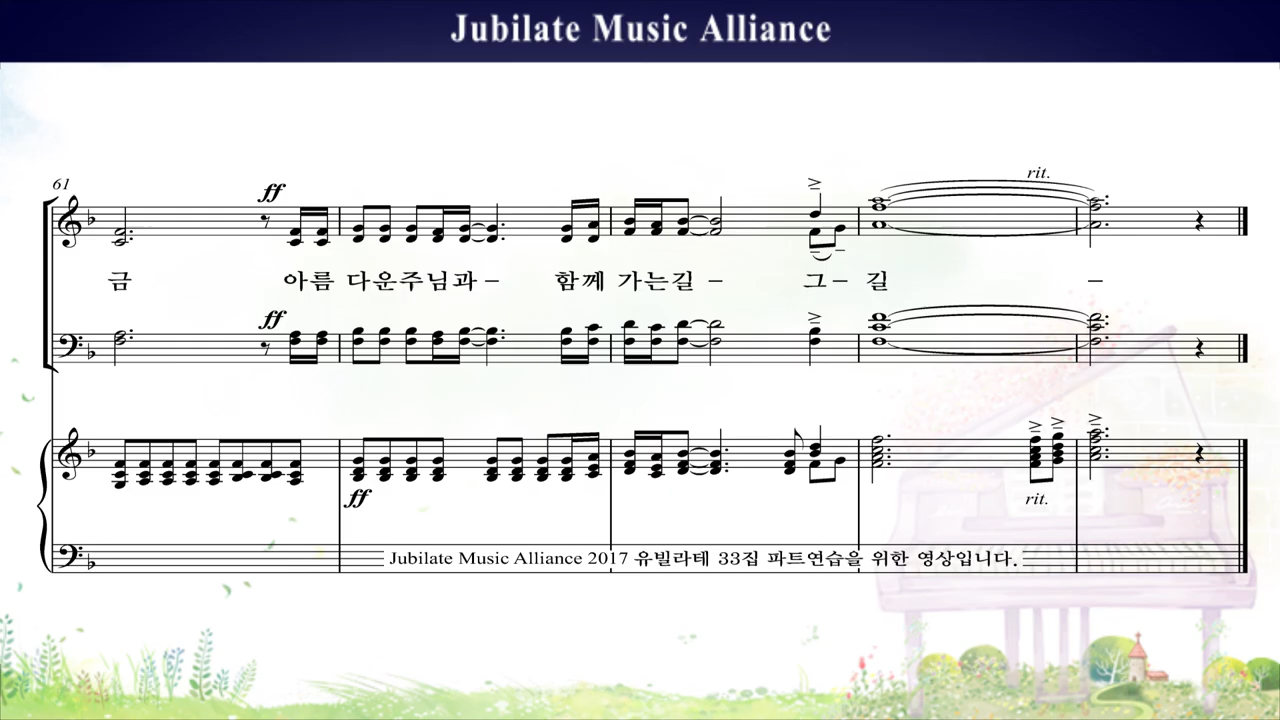 Jubilate Music Alliance
61
ff
rit.
금 아름 다운주님과 – 함께 가는길 – 그 – 길 –
ff
ff
rit.
Jubilate Music Alliance 2017 유빌라테 33집 파트연습을 위한 영상입니다.